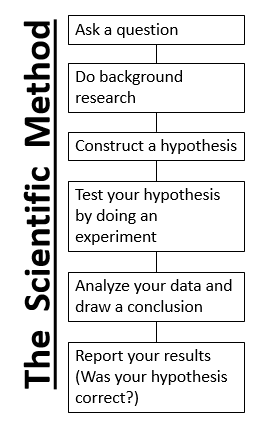 The Scientific Method
Ask a question
Do background
research
Construct a hypothesis
Test your hypothesis
by doing an
experiment
Analyze your data and
draw a conclusion
Report your results
(Was your hypothesis
correct?)